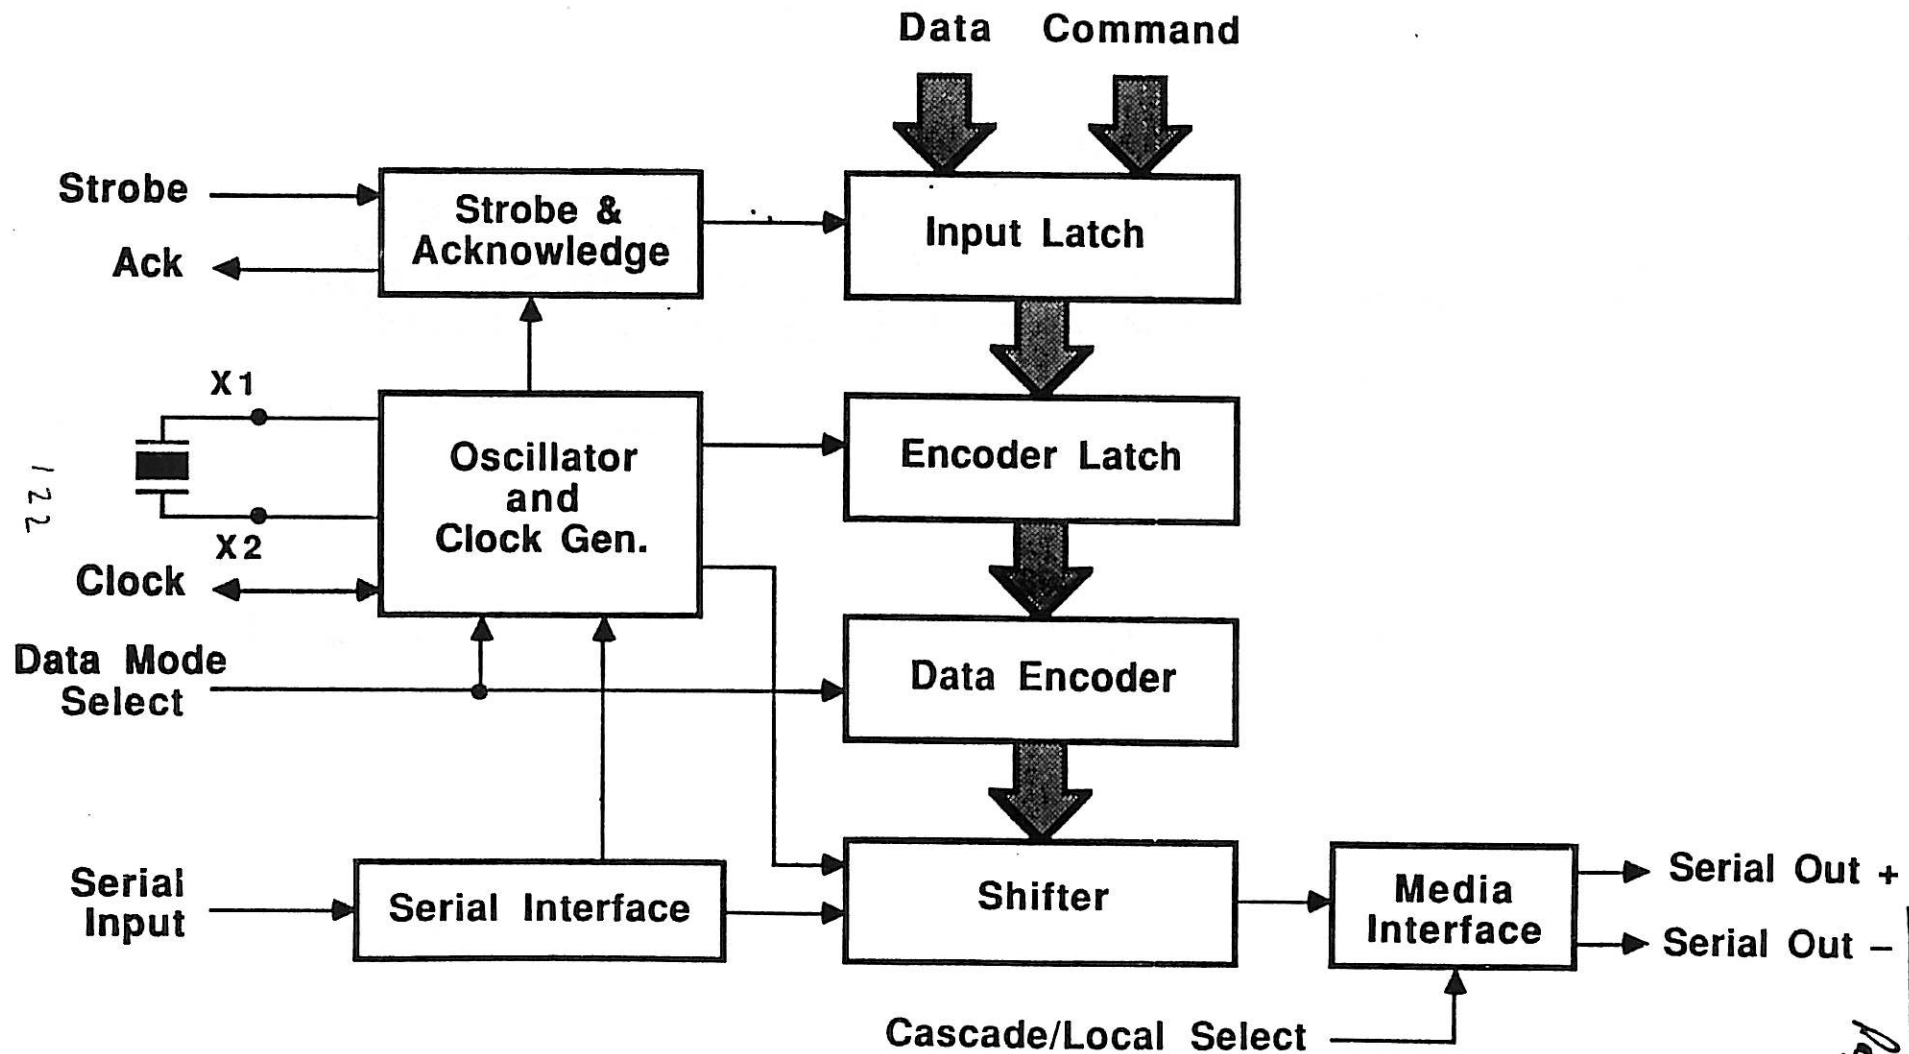 Data Command
Strobe
Strobe &
Acknowledge
Input Latch
Ack
X1
Oscillator
and
Clock Gen.
Encoder Latch
122
X2
Clock
Data Mode
Select
Data Encoder
Serial
Input
Serial Interface
Shifter
Media
Interface
Serial Out +
Serial Out –
Cascade/Local Select